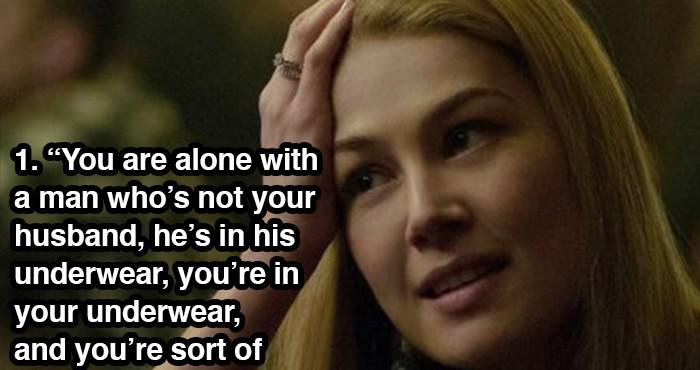 1. “You are alone with
a man who’s not your
husband, he’s in his
underwear, you’re in
your underwear,
and you’re sort of